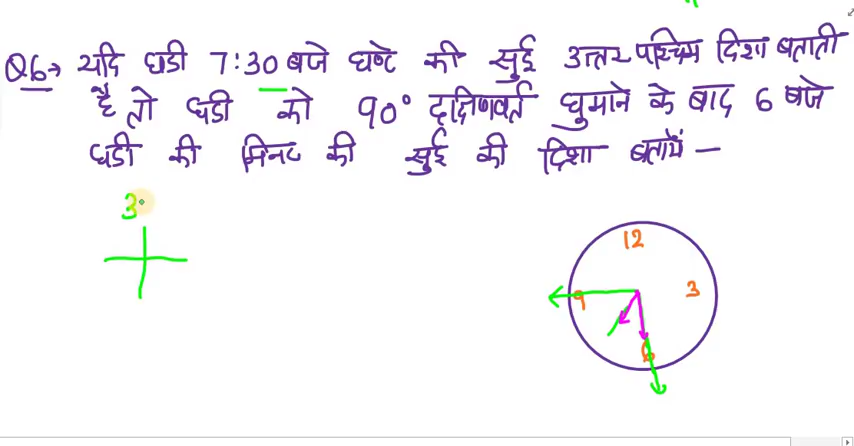 Q6→ यदि घडी 7:30 बजे घण्टे की सुई उत्तर पश्चिम दिशा बताती
है तो घडी को 90° दक्षिणावर्त घुमाने के बाद 6 बजे
घडी की मिनट की सुई की दिशा बतायें —
3
12
9
3
6